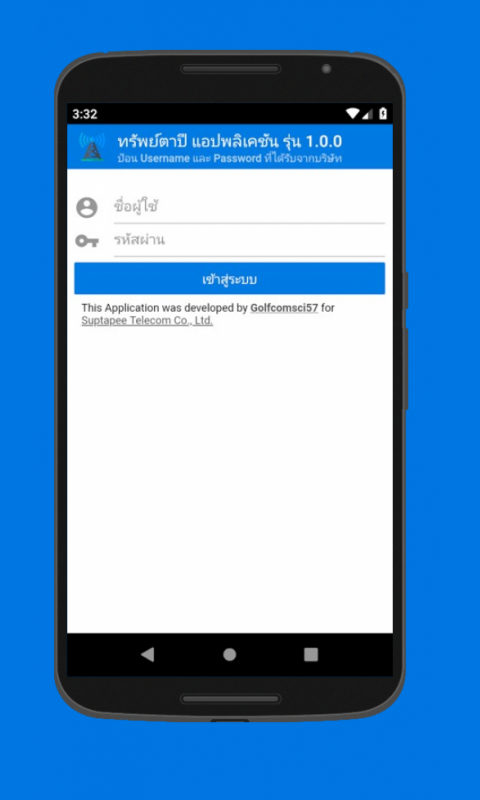 3:32
ทรัพย์ตาปี แอปพลิเคชัน รุ่น 1.0.0
ป้อน Username และ Password ที่ได้รับจากบริษัท
ชื่อผู้ใช้
รหัสผ่าน
เข้าสู่ระบบ
This Application was developed by Golfcomsci57 for
Suptapee Telecom Co., Ltd.